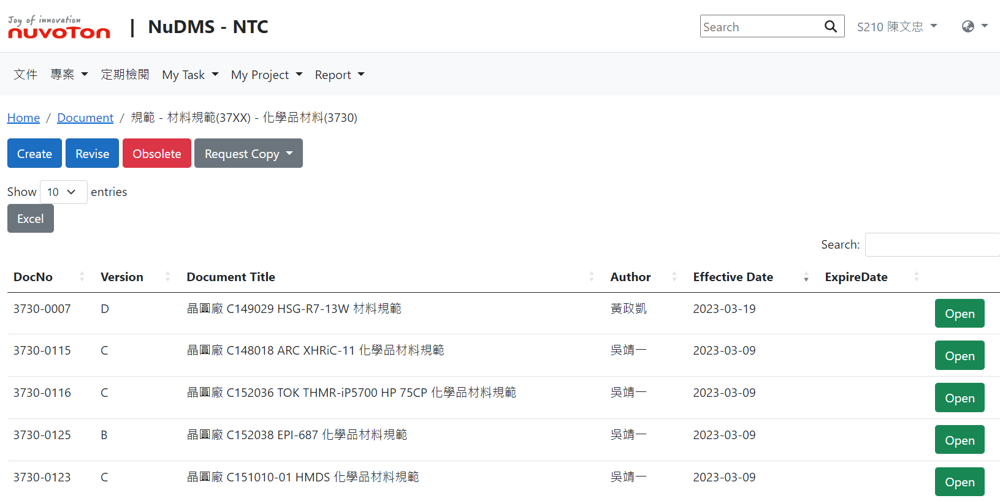 Joy of innovation
nuvoTon | NuDMS - NTC Search S210 陳文忠
文件 專案 定期檢閱 My Task My Project Report
Home / Document / 規範 - 材料規範(37XX) - 化學品材料(3730)
Create Revise Obsolete Request Copy
Show 10 entries
Excel
Search:
DocNo Version Document Title Author Effective Date ExpireDate
3730-0007 D 晶圓廠 C149029 HSG-R7-13W 材料規範 黃政凱 2023-03-19 Open
3730-0115 C 晶圓廠 C148018 ARC XHRiC-11 化學品材料規範 吳靖一 2023-03-09 Open
3730-0116 C 晶圓廠 C152036 TOK THMR-iP5700 HP 75CP 化學品材料規範 吳靖一 2023-03-09 Open
3730-0125 B 晶圓廠 C152038 EPI-687 化學品材料規範 吳靖一 2023-03-09 Open
3730-0123 C 晶圓廠 C151010-01 HMDS 化學品材料規範 吳靖一 2023-03-09 Open